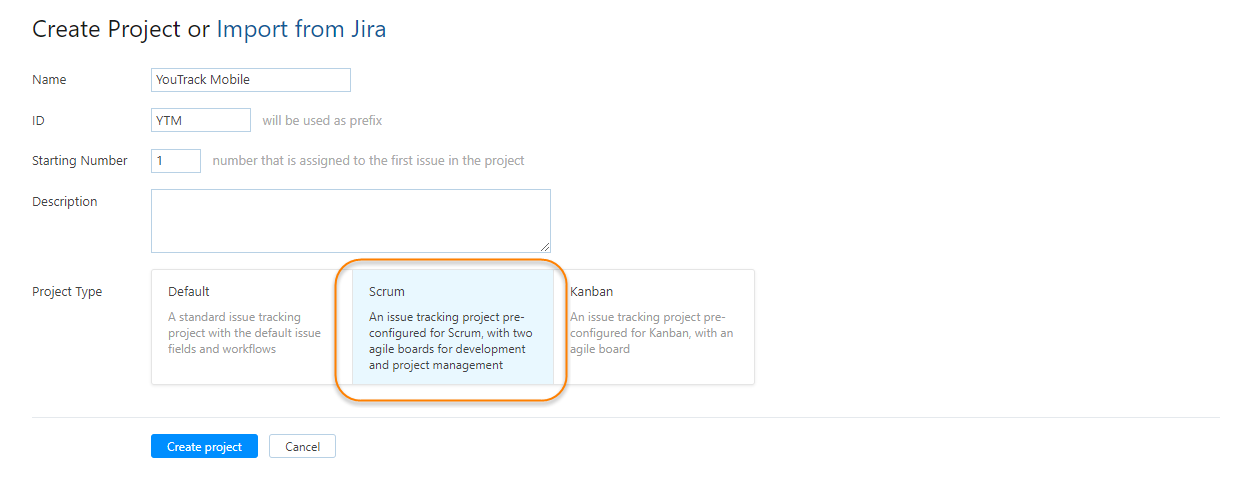 Create Project or Import from Jira
Name
YouTrack Mobile
ID
YTM
will be used as prefix
Starting Number
1
number that is assigned to the first issue in the project
Description
Project Type
Default
A standard issue tracking
project with the default issue
fields and workflows
Scrum
An issue tracking project pre-
configured for Scrum, with two
agile boards for development
and project management
Kanban
An issue tracking project pre-
configured for Kanban, with an
agile board
Create project
Cancel